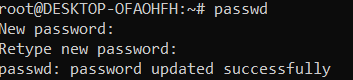 root@DESKTOP-OFAOHFH:~# passwd
New password:
Retype new password:
passwd: password updated successfully